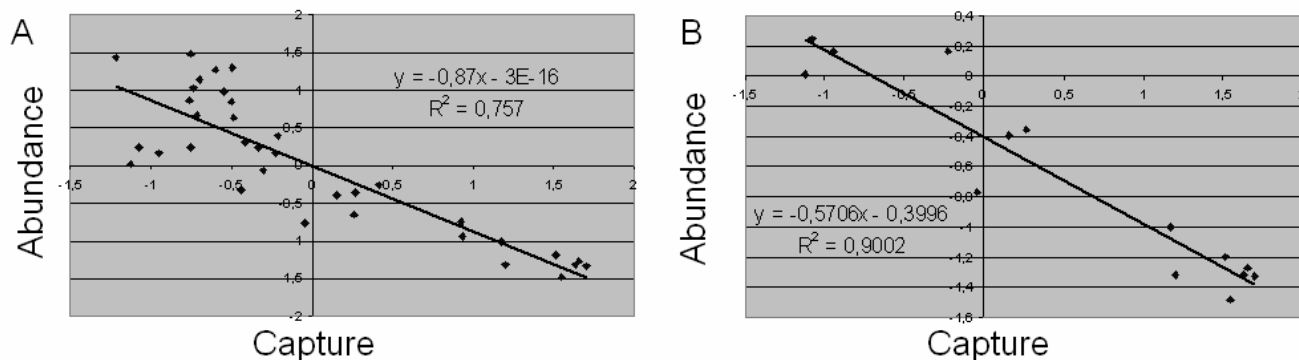 A
Abundance
2
1,5
1
0,5
0
-0,5
-1
-1,5
-2
-1,5 -1 -0,5 0 0,5 1 1,5 2
y = -0,87x - 3E-16
R² = 0,757
Capture
B
Abundance
0,4
0,2
0
-0,2
-0,4
-0,6
-0,8
-1
-1,2
-1,4
-1,6
-1,5 -1 -0,5 0 0,5 1 1,5
y = -0,5706x - 0,3996
R² = 0,9002
Capture